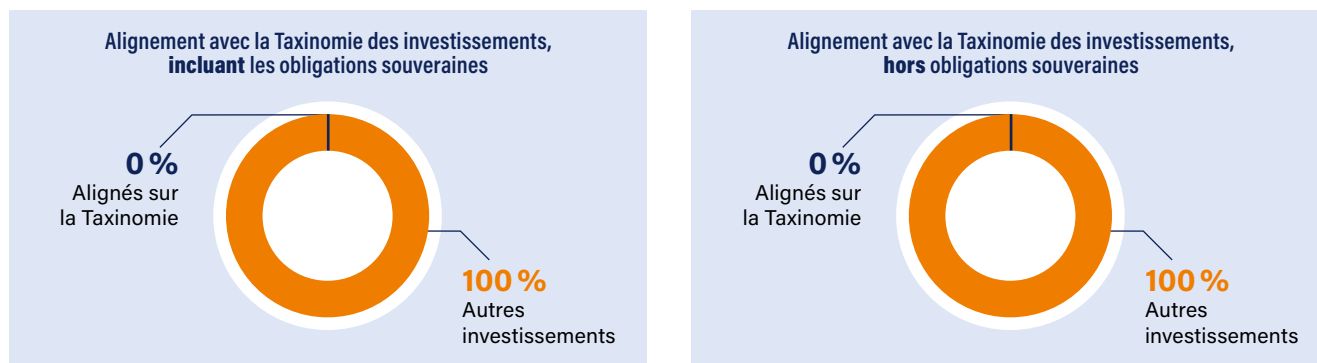 Alignement avec la Taxinomie des investissements,
incluant les obligations souveraines
0 %
Alignés sur
la Taxinomie
100 %
Autres
investissements
Alignement avec la Taxinomie des investissements,
hors obligations souveraines
0 %
Alignés sur
la Taxinomie
100 %
Autres
investissements